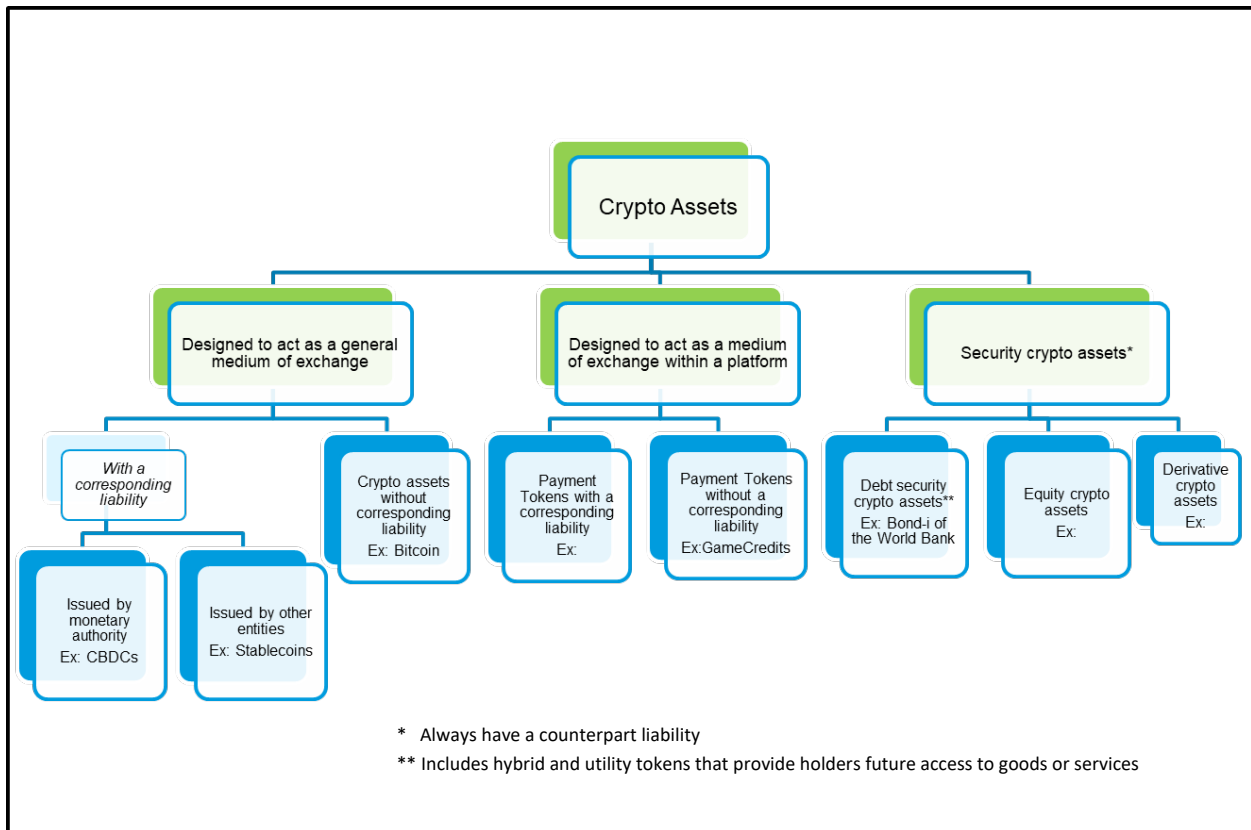 Crypto Assets
Designed to act as a general
medium of exchange
Designed to act as a medium
of exchange within a platform
Security crypto assets*
With a
corresponding
liability
Crypto assets
without
corresponding
liability
Ex: Bitcoin
Payment
Tokens with a
corresponding
liability
Ex:
Payment Tokens
without a
corresponding
liability
Ex:GameCredits
Debt security
crypto assets**
Ex: Bond-i of
the World Bank
Equity crypto
assets
Ex:
Derivative
crypto
assets
Ex:
Issued by
monetary
authority
Ex: CBDCs
Issued by other
entities
Ex: Stablecoins
* Always have a counterpart liability
** Includes hybrid and utility tokens that provide holders future access to goods or services